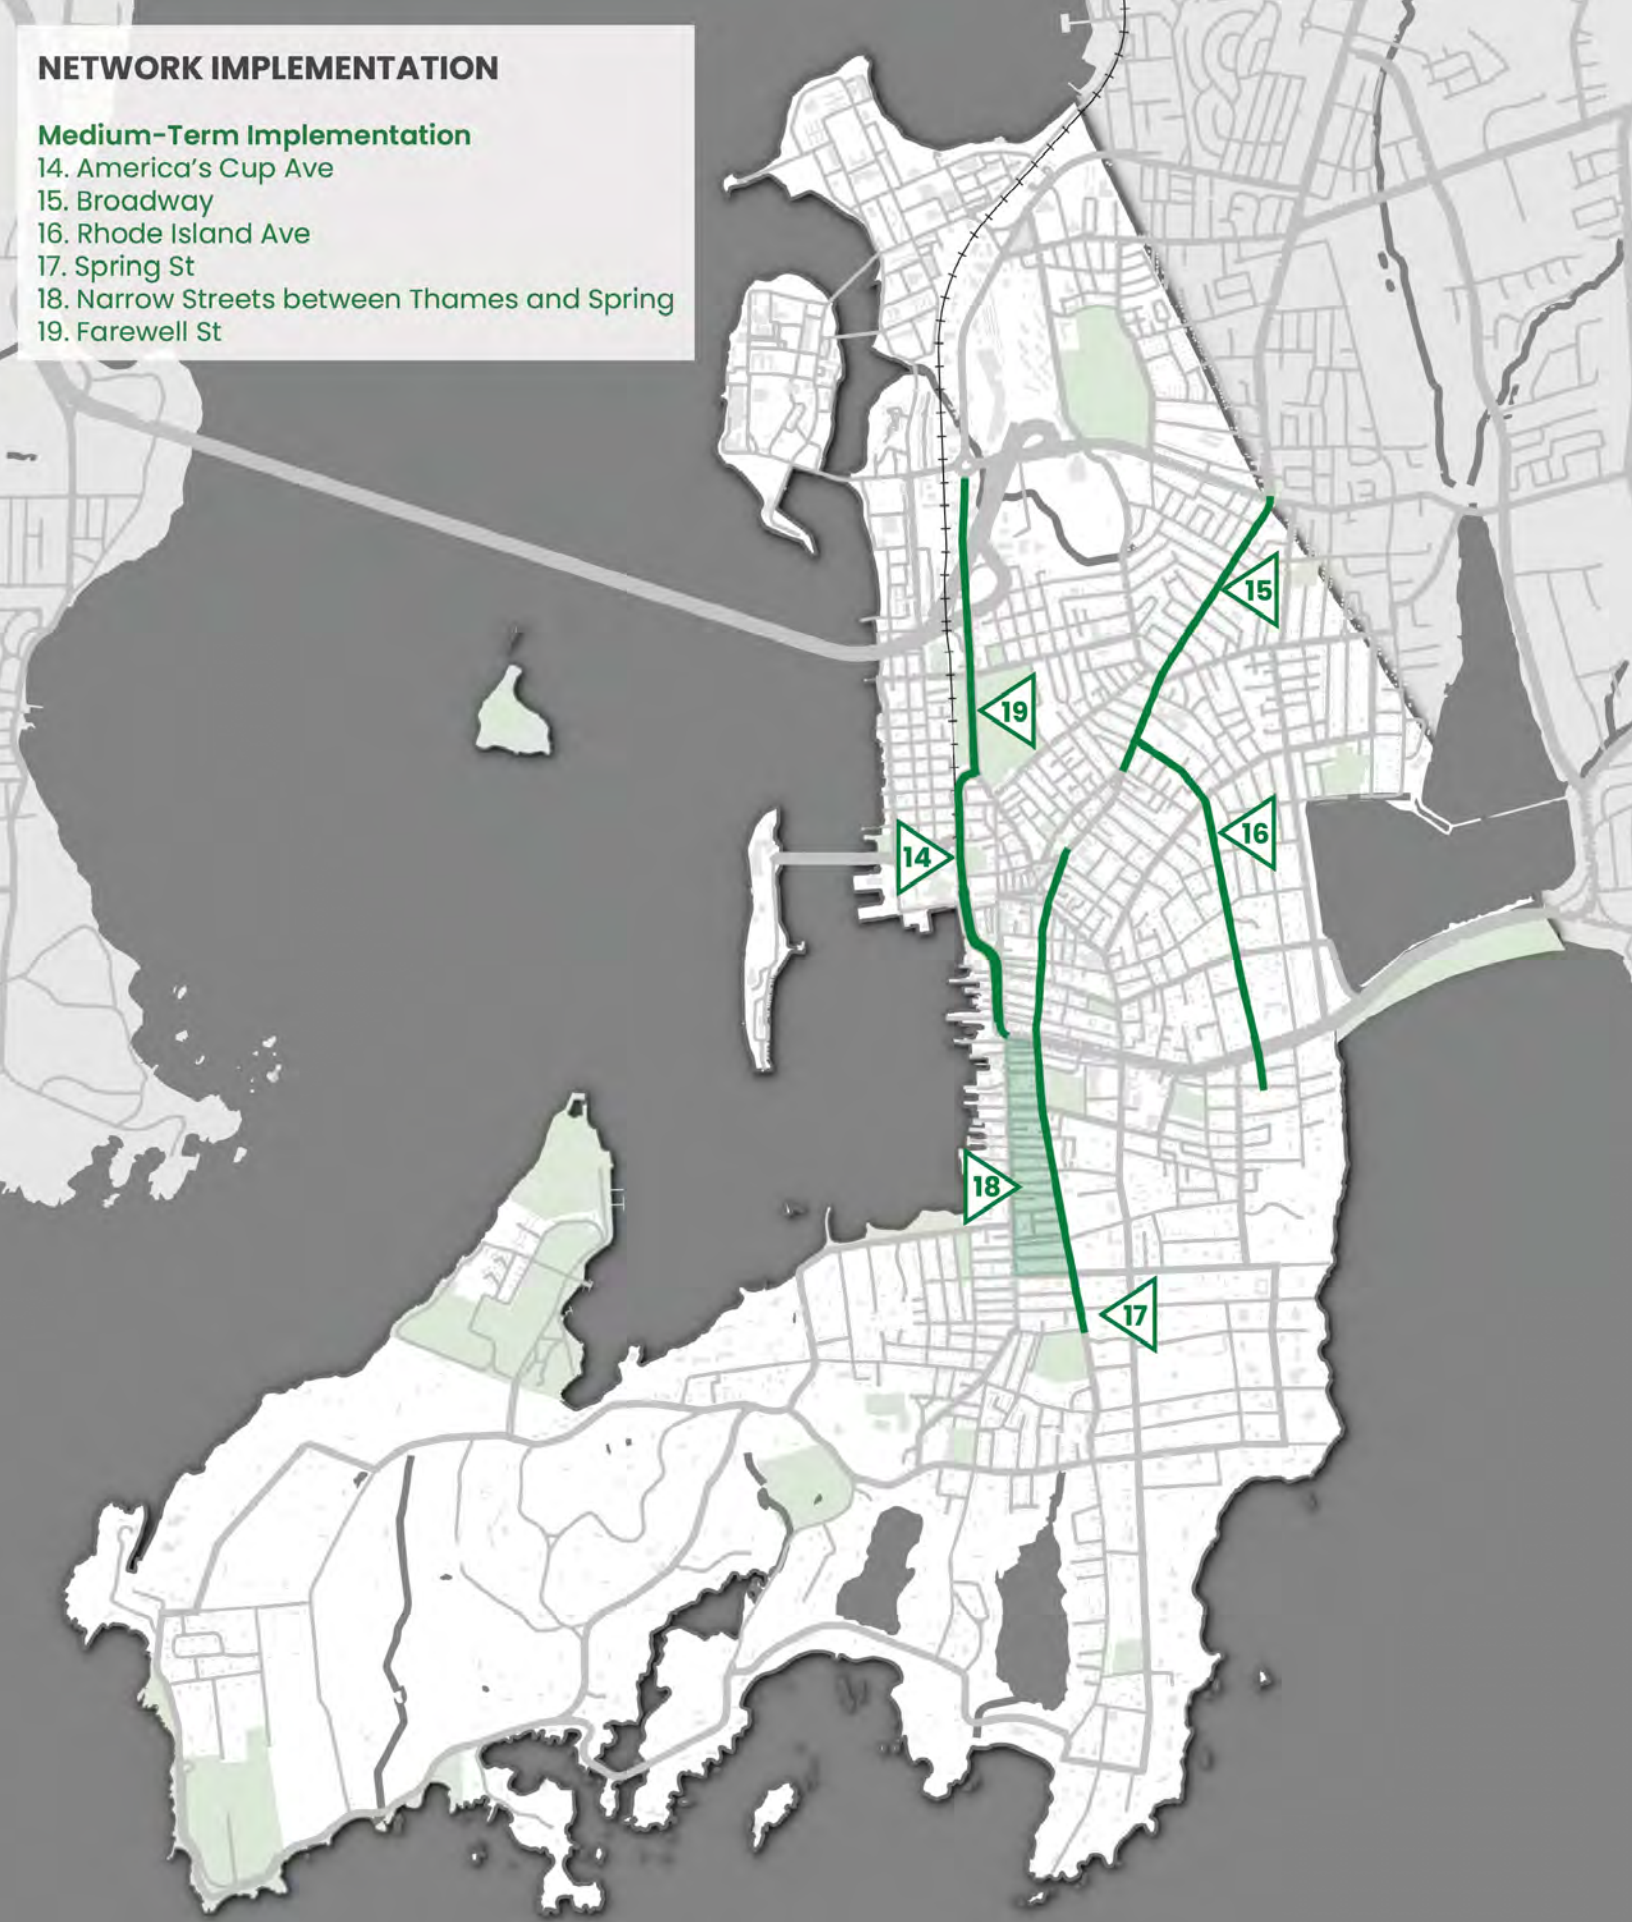 NETWORK IMPLEMENTATION
Medium-Term Implementation
14. America's Cup Ave
15. Broadway
16. Rhode Island Ave
17. Spring St
18. Narrow Streets between Thames and Spring
19. Farewell St
15
19
16
14
18
17